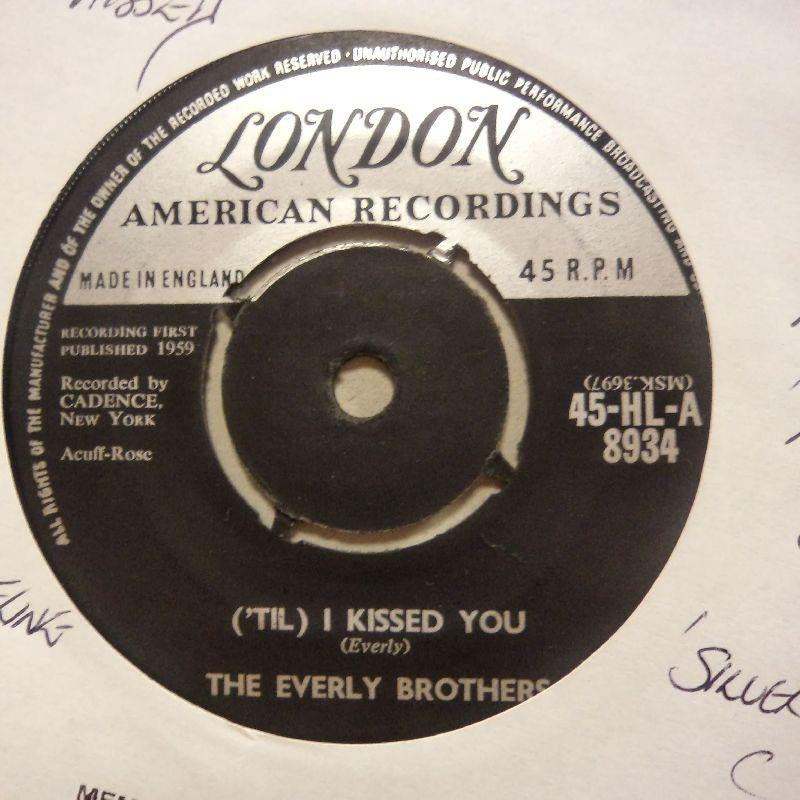 ALL RIGHTS OF THE MANUFACTURER AND OF THE OWNER OF THE RECORDED WORK RESERVED · UNAUTHORISED PUBLIC PERFORMANCE BROADCASTING AND
LONDON
AMERICAN RECORDINGS
MADE IN ENGLAND
45 R.P.M
RECORDING FIRST
PUBLISHED 1959
Recorded by
CADENCE,
NEW YORK
Acuff-Rose
(MSK.3697)
45-HL-A
8934
('TIL) I KISSED YOU
(Everly)
THE EVERLY BROTHERS